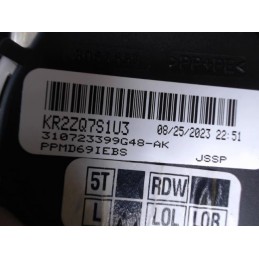 KR2ZQ7S1U3 08/25/2023 22:51
310723399G48-AK
PPMD69IEBS JSSP
5T RDW
L LOL LOR